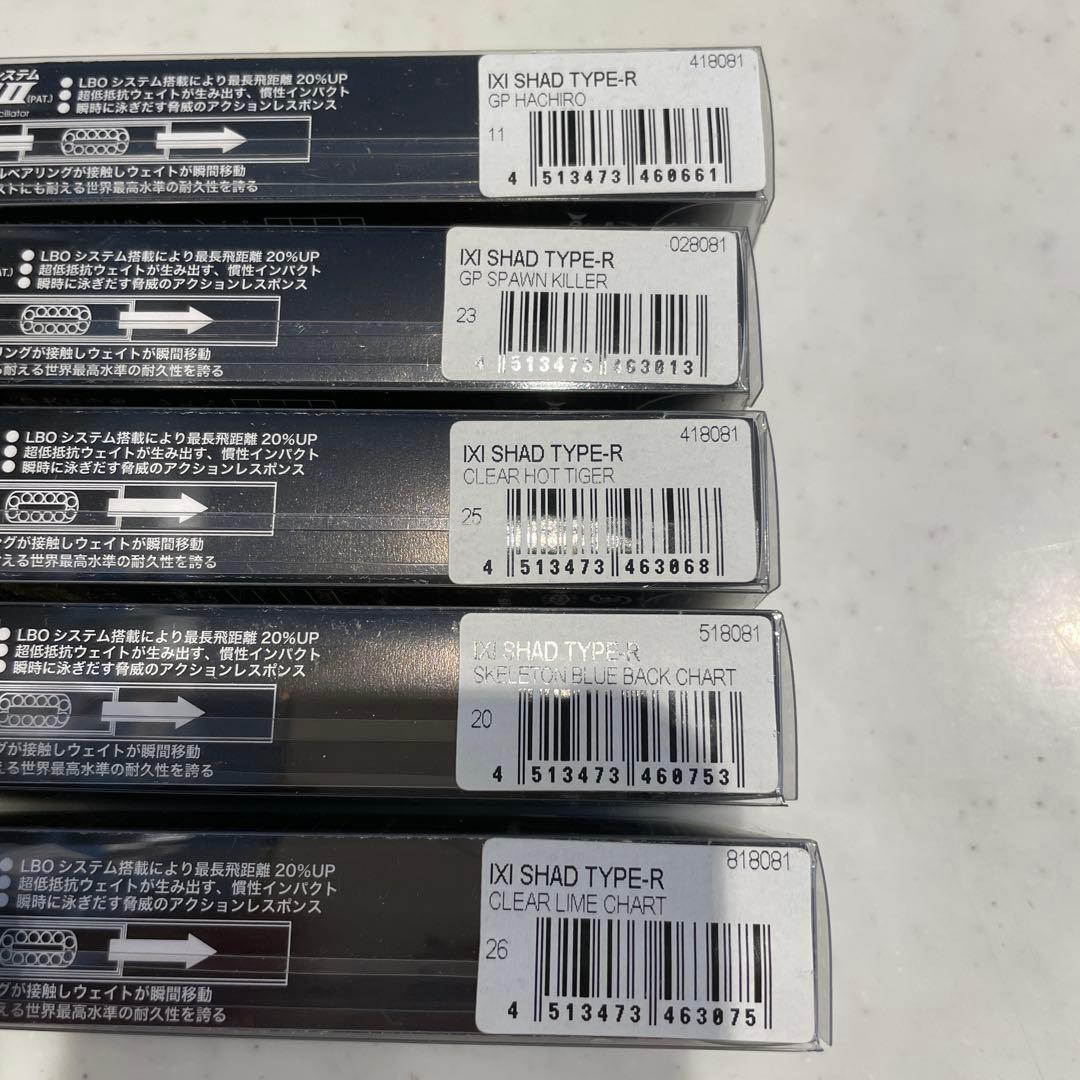 システム
(PAT.)
cillator
● LBO システム搭載により最長飛距離 20%UP
● 超低抵抗ウェイトが生み出す、慣性インパクト
● 瞬時に泳ぎだす脅威のアクションレスポンス
ルベアリングが接触しウェイトが瞬間移動
ストにも耐える世界最高水準の耐久性を誇る
418081
IXI SHAD TYPE-R
GP HACHIRO
11
4 513473 460661
AT.)
● LBO システム搭載により最長飛距離 20%UP
● 超低抵抗ウェイトが生み出す、慣性インパクト
● 瞬時に泳ぎだす脅威のアクションレスポンス
リングが接触しウェイトが瞬間移動
耐える世界最高水準の耐久性を誇る
028081
IXI SHAD TYPE-R
GP SPAWN KILLER
23
4 513473 463013
● LBO システム搭載により最長飛距離 20%UP
● 超低抵抗ウェイトが生み出す、慣性インパクト
● 瞬時に泳ぎだす脅威のアクションレスポンス
ングが接触しウェイトが瞬間移動
える世界最高水準の耐久性を誇る
418081
IXI SHAD TYPE-R
CLEAR HOT TIGER
25
4 513473 463068
● LBO システム搭載により最長飛距離 20%UP
● 超低抵抗ウェイトが生み出す、慣性インパクト
● 瞬時に泳ぎだす脅威のアクションレスポンス
グが接触しウェイトが瞬間移動
える世界最高水準の耐久性を誇る
518081
IXI SHAD TYPE-R
SKELETON BLUE BACK CHART
20
4 513473 460753
● LBO システム搭載により最長飛距離 20%UP
● 超低抵抗ウェイトが生み出す、慣性インパクト
● 瞬時に泳ぎだす脅威のアクションレスポンス
グが接触しウェイトが瞬間移動
える世界最高水準の耐久性を誇る
818081
IXI SHAD TYPE-R
CLEAR LIME CHART
26
4 513473 463075